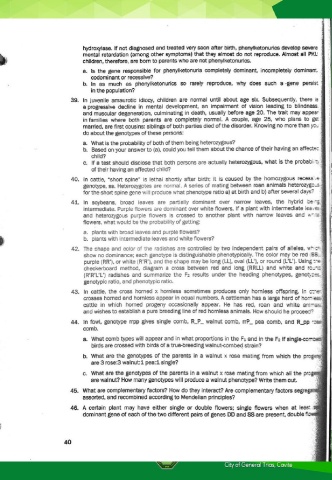 hydroxylase. If not diagnosed and treated very soon after birth, phenylketonurics develop severe
mental retardation (among other symptoms) that they almost do not reproduce. Almost all PKU
children, therefore, are born to parents who are not phenylketonurics.
a. Is the gene responsible for phenylketonuria completely dominant, incompletely dominant,
codominant or recessive?
b. In as much as phenylketonurics so rarely reproduce, why does such a gene persist
in the population?
39. In juvenile amaurotic idiocy, children are normal until about age six. Subsequently, there is
a progressive decline in mental development, an impairment of vision leading to blindness,
and muscular degeneration, culminating in death, usually before age 20. The trait may appear
in families where both parents are completely normal. A couple, age 25, who plans to get
married, are first cousins; siblings of both parties died of the disorder. Knowing no more than you
do about the genotypes of these persons:
a. What is the probability of both of them being heterozygous?
b. Based on your answer to (a), could you tell them about the chance of their having an affected
child?
c. If a test should disclose that both persons are actually heterozygous, what is the probability
of their having an affected child?
40. In cattle, "short spine" is lethal shortly after birth; it is caused by the homozygous recessive
genotype, ss. Heterozygotes are normal. A series of mating between roan animals heterozygous
for the short spine gene will produce what phenotype ratio a) at birth and b) after several days?
41. In soybeans, broad leaves are partially dominant over narrow leaves, the hybrid being
intermediate. Purple flowers are dominant over white flowers. If a plant with intermediate leaves
and heterozygous purple flowers is crossed to another plant with narrow leaves and white
flowers, what would be the probability of getting:
a. plants with broad leaves and purple flowers?
b. plants with intermediate leaves and white flowers?
42. The shape and color of the radishes are controlled by two independent pairs of alleles, which
show no dominance; each genotype is distinguishable phenotypically. The color may be red (RR),
purple (RR'), or white (R'R'), and the shape may be long (LL), oval (LL'), or round (L'L'). Using the
checkerboard method, diagram a cross between red and long (RRLL) and white and round
(R'R'L'L') radishes and summarize the F₂ results under the heading phenotypes, genotypes,
genotypic ratio, and phenotypic ratio.
43. In cattle, the cross horned x hornless sometimes produces only hornless offspring. In other
crosses horned and hornless appear in equal numbers. A cattleman has a large herd of hornless
cattle in which horned progeny occasionally appear. He has red, roan and white animals
and wishes to establish a pure breeding line of red hornless animals. How should he proceed?
44. In fowl, genotype rrpp gives single comb, R_P_ walnut comb, rrP_ pea comb, and R_pp rose
comb.
a. What comb types will appear and in what proportions in the F₁ and in the F₂ if single-combed
birds are crossed with birds of a true-breeding walnut-combed strain?
b. What are the genotypes of the parents in a walnut x rose mating from which the progeny
are 3 rose:3 walnut:1 pea:1 single?
c. What are the genotypes of the parents in a walnut x rose mating from which all the progeny
are walnut? How many genotypes will produce a walnut phenotype? Write them out.
45. What are complementary factors? How do they interact? Are complementary factors segregated,
assorted, and recombined according to Mendelian principles?
46. A certain plant may have either single or double flowers; single flowers when at least
dominant gene of each of the two different pairs of genes DD and SS are present, double flowers
40
City of General Trias, Cavite